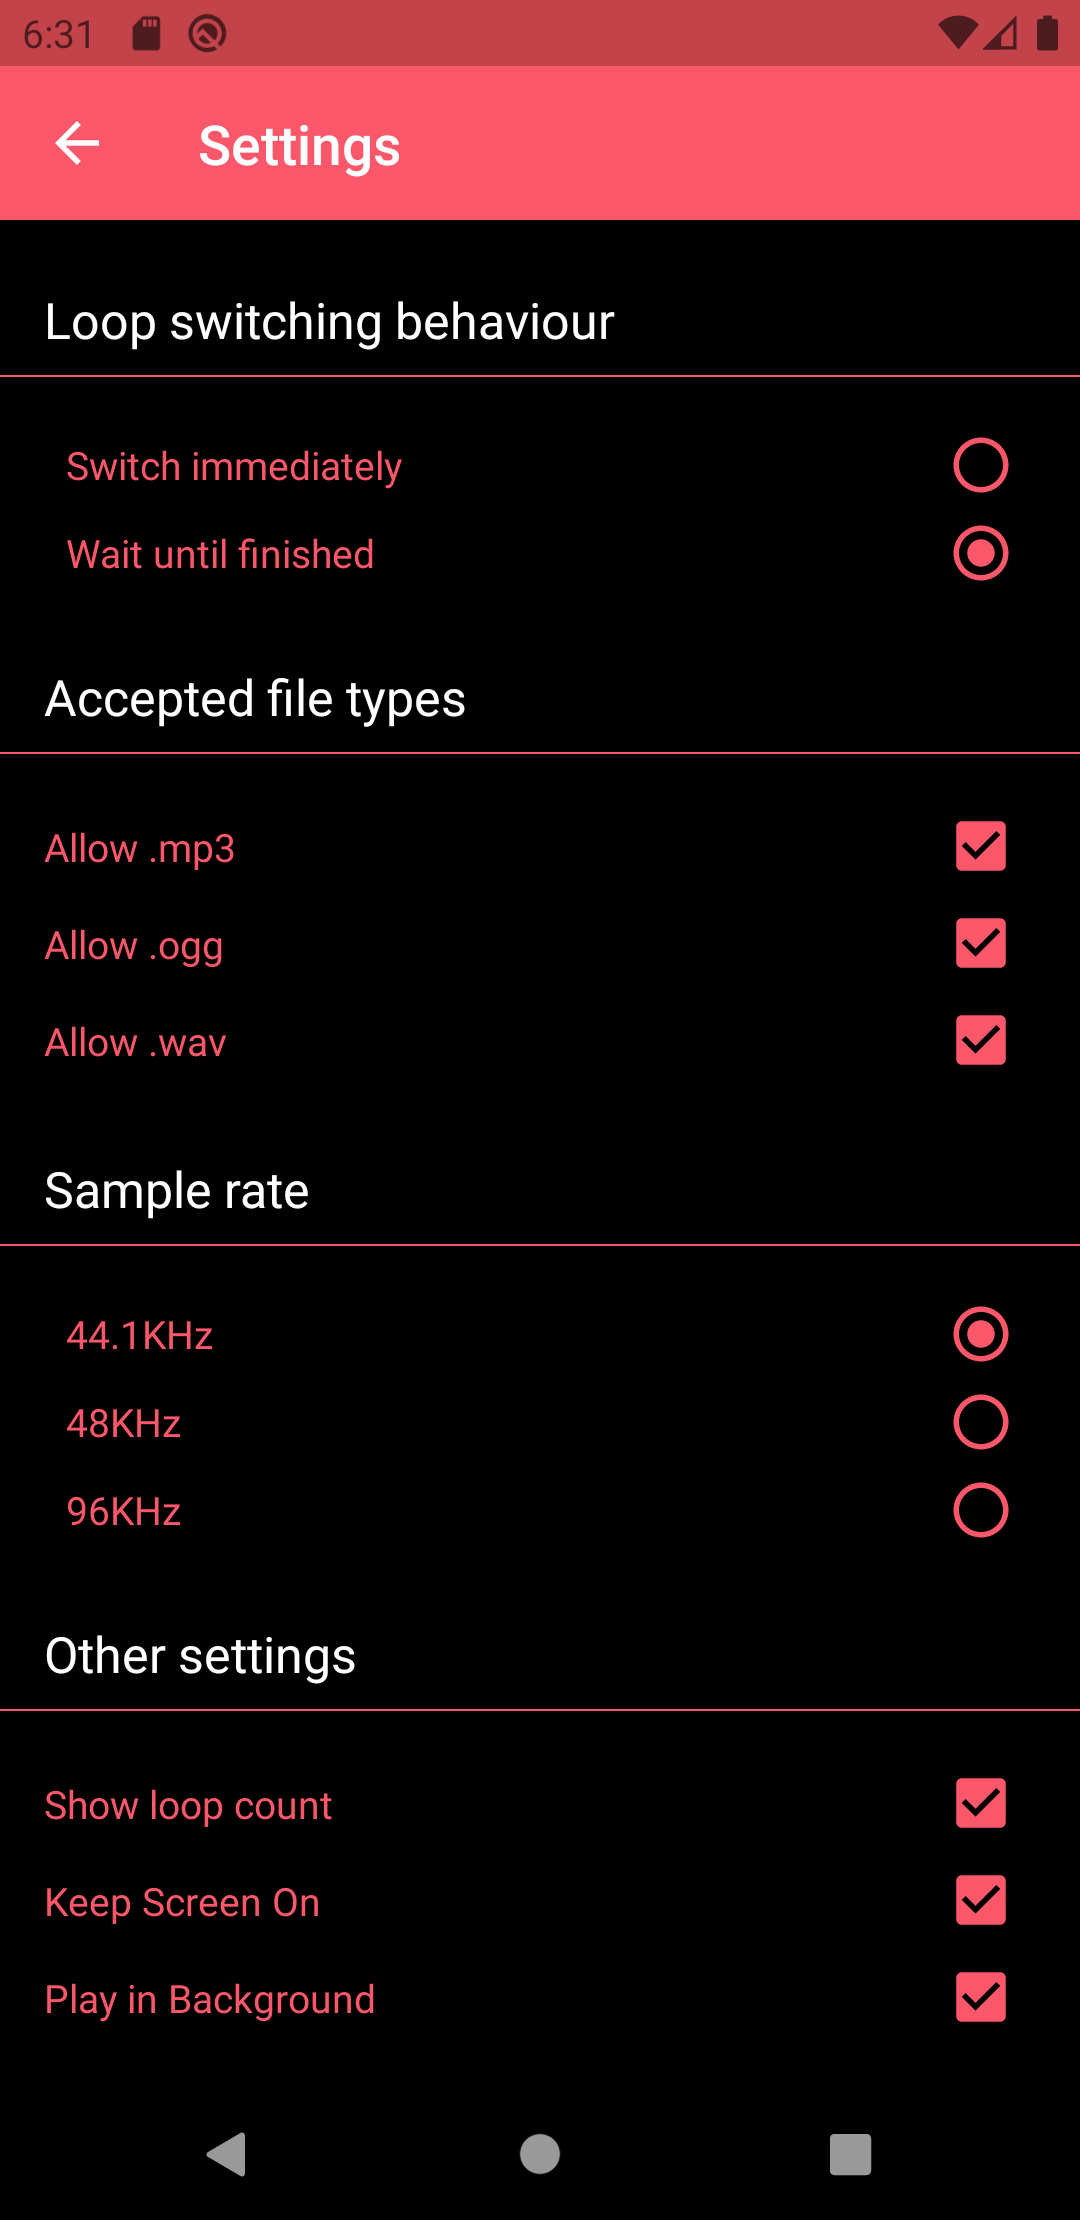 6:31
Settings
Loop switching behaviour
Switch immediately
Wait until finished
Accepted file types
Allow .mp3
Allow .ogg
Allow .wav
Sample rate
44.1KHz
48KHz
96KHz
Other settings
Show loop count
Keep Screen On
Play in Background